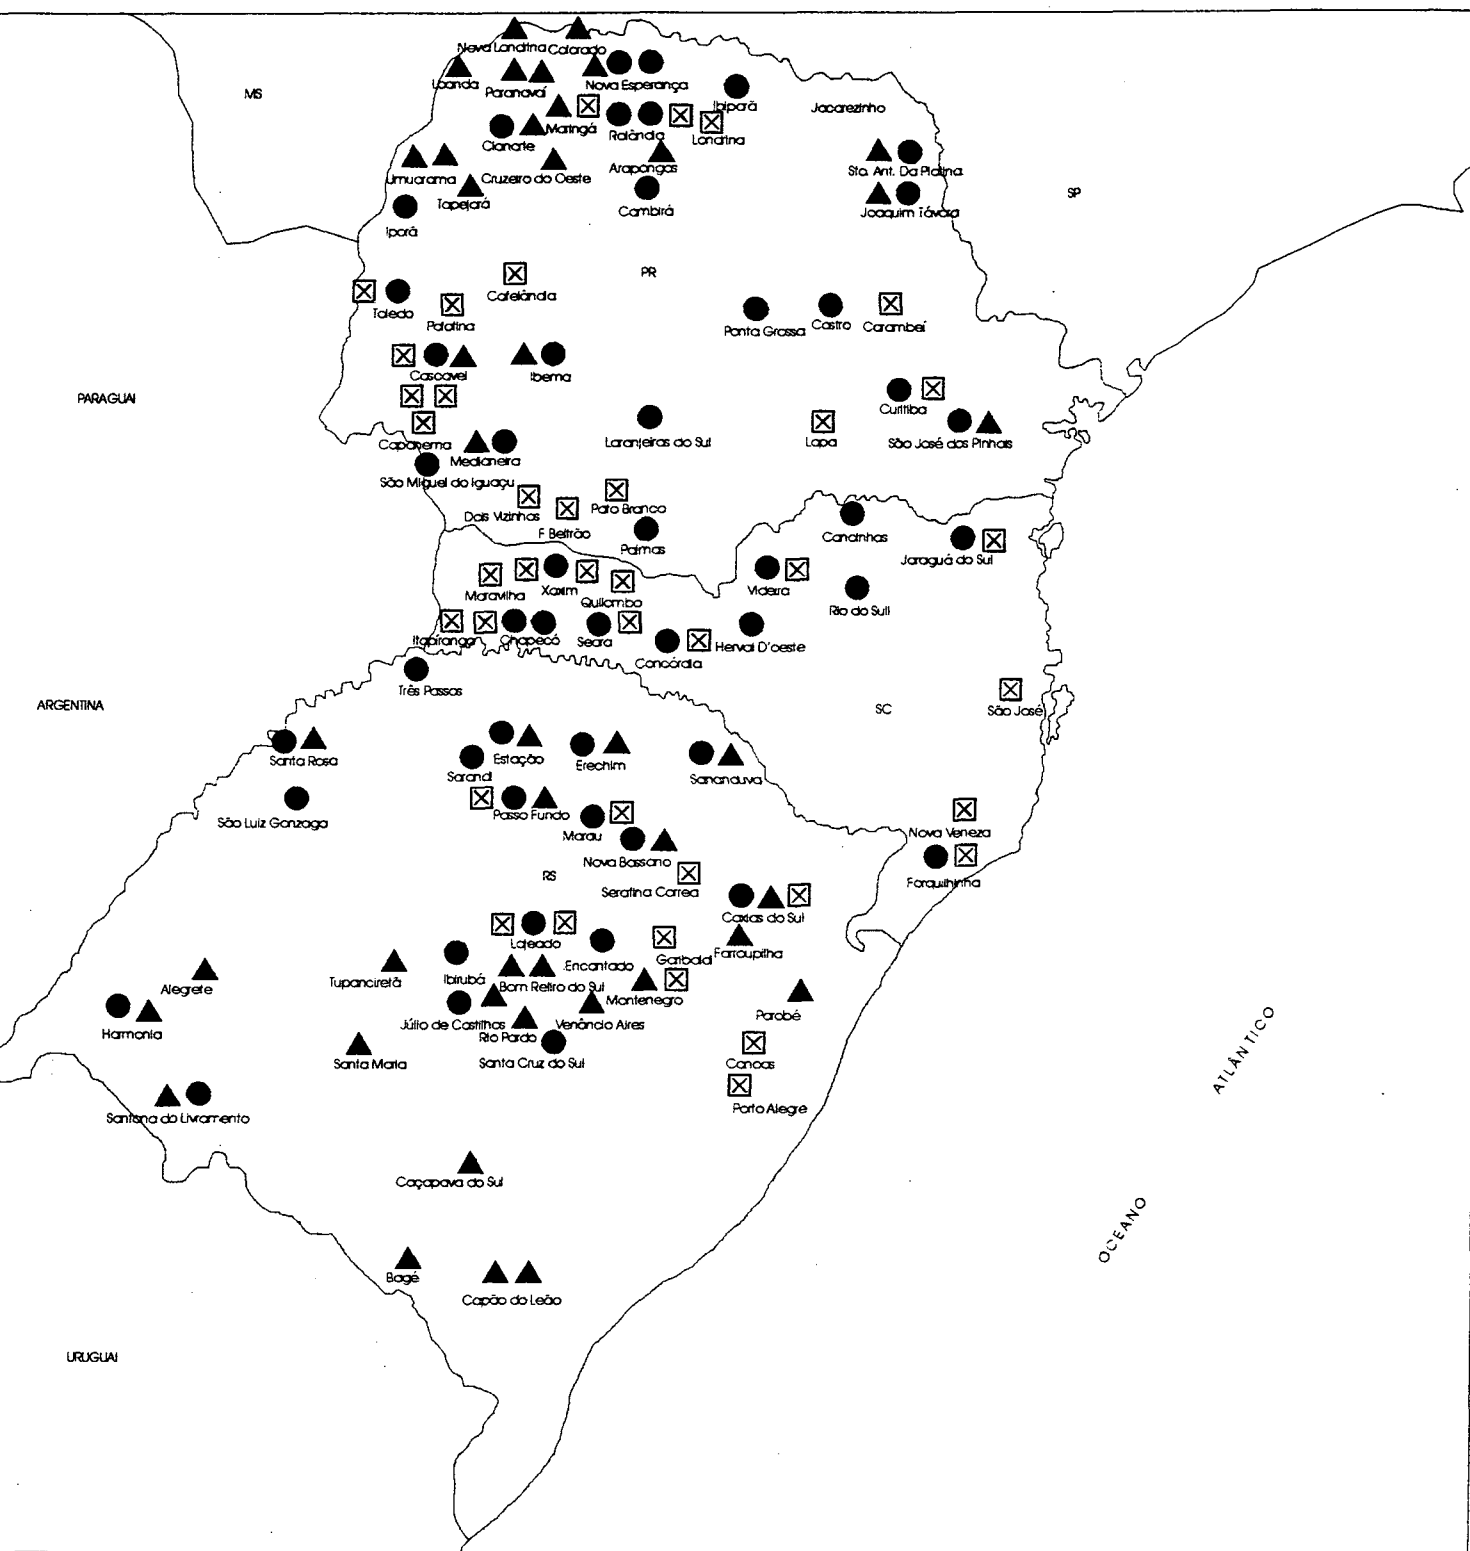 Nova Londrina Colorado
Loanda
Paranavaí
Nova Esperança
MS
Ibiporã
Jacarezinho
Maringá
Rolândia
Londrina
Cianorte
Arapongas
Umuarama
Cruzeiro do Oeste
Sta. Ant. Da Platina
Tapejará
Cambirá
Joaquim Távora
SP
Iporã
PR
Cafelândia
Toledo
Palotina
Ponta Grossa
Castro
Carambeí
Cascavel
Ibema
PARAGUAI
Curitiba
Capanema
Laranjeiras do Sul
Lapa
São José dos Pinhais
Medianeira
São Miguel do Iguaçu
Dois Vizinhos
Pato Branco
F Beltrão
Palmas
Canoinhas
Jaraguá do Sul
Maravilha
Xaxim
Quilombo
Videira
Rio do Sull
Itapiranga
Chapecó
Seara
Concórdia
Herval D'oeste
Três Passos
ARGENTINA
SC
São José
Santa Rosa
Estação
Erechim
Sarandi
Sananduva
São Luiz Gonzaga
Passo Fundo
Marau
Nova Veneza
Nova Bassano
RS
Serafina Correa
Forquilhinha
Caxias do Sul
Lajeado
Garibaldi
Farroupilha
Encantado
Tupanciretã
Ibirubá
Alegrete
Bom Retiro do Sul
Montenegro
Parobé
Harmonia
Júlio de Castilhos
Venâncio Aires
Rio Pardo
Santa Maria
Santa Cruz do Sul
Canoas
Porto Alegre
Santana do Livramento
Caçapava do Sul
Bagé
Capão do Leão
URUGUAI
OCEANO
ATLÂNTICO